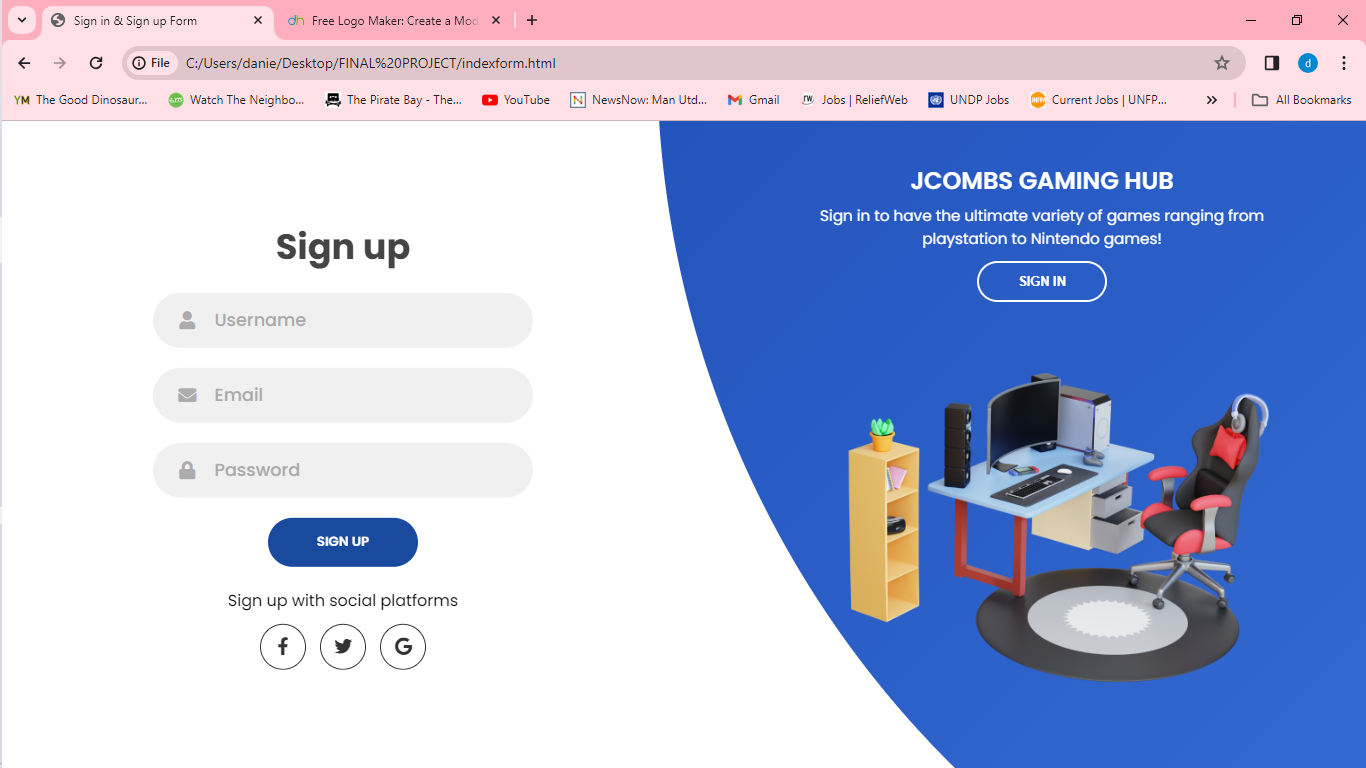 Sign in & Sign up Form
Free Logo Maker: Create a Mod
File
C:/Users/danie/Desktop/FINAL%20PROJECT/indexform.html
d
YM The Good Dinosaur...
Watch The Neighbo...
The Pirate Bay - The...
YouTube
N NewsNow: Man Utd...
Gmail
rw Jobs | ReliefWeb
UNDP Jobs
Current Jobs | UNFP...
All Bookmarks
JCOMBS GAMING HUB
Sign in to have the ultimate variety of games ranging from
playstation to Nintendo games!
SIGN IN
Sign up
Username
Email
Password
SIGN UP
Sign up with social platforms